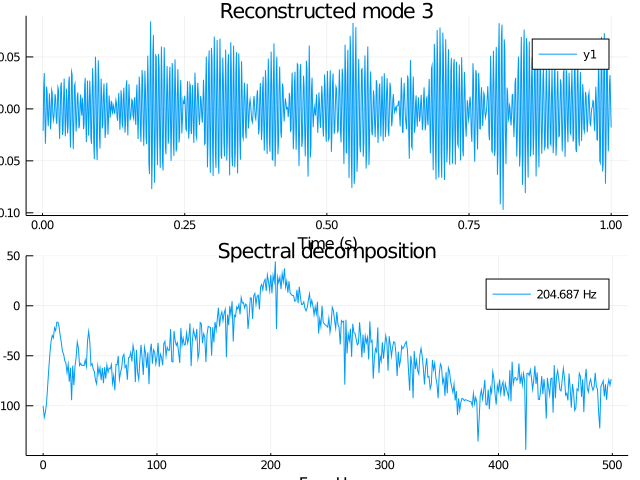 Reconstructed mode 3
0.05
0.00
0.05
0.10
y1
0.00 0.25 0.50 0.75 1.00
Time (s)
Spectral decomposition
50
0
-50
100
204.687 Hz
0 100 200 300 400 500